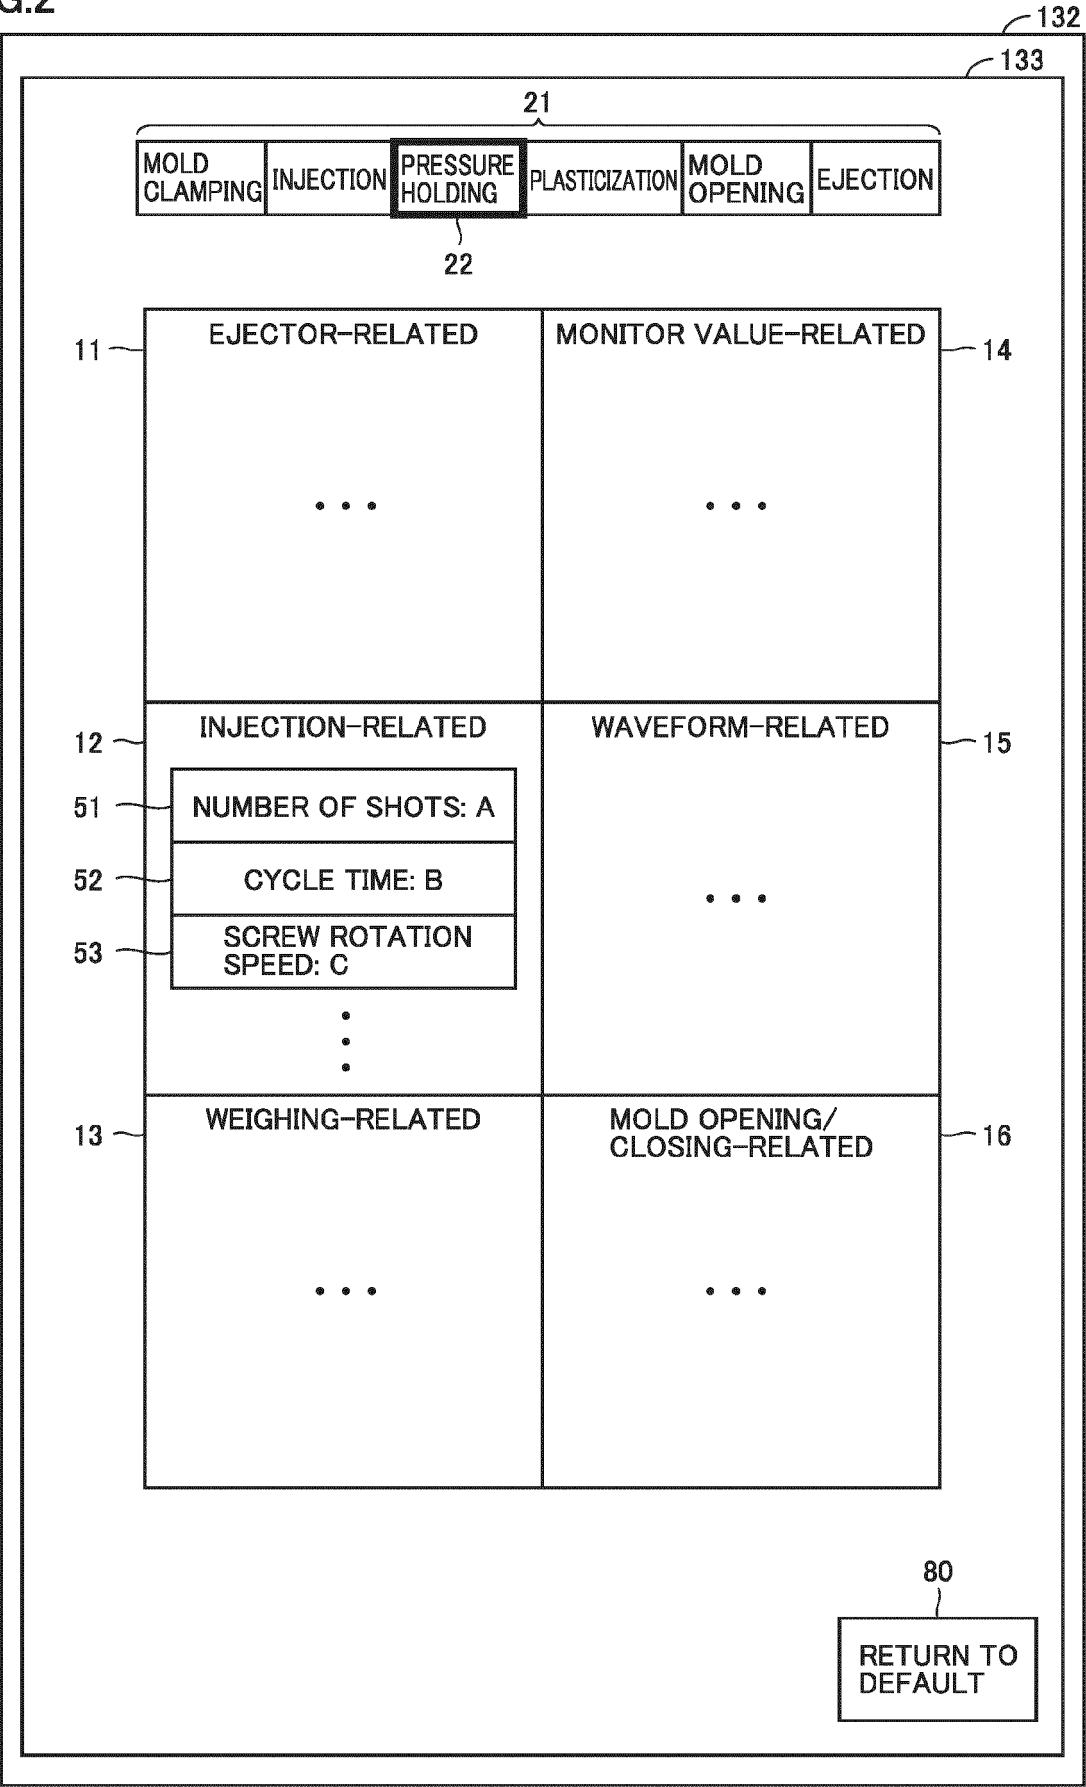 G.2
132
133
21
MOLD
CLAMPING
INJECTION
PRESSURE
HOLDING
PLASTICIZATION
MOLD
OPENING
EJECTION
22
11
EJECTOR-RELATED
MONITOR VALUE-RELATED
14
• • •
• • •
12
INJECTION-RELATED
WAVEFORM-RELATED
15
51
NUMBER OF SHOTS: A
52
CYCLE TIME: B
• • •
53
SCREW ROTATION
SPEED: C
13
WEIGHING-RELATED
MOLD OPENING/
CLOSING-RELATED
16
• • •
• • •
80
RETURN TO
DEFAULT